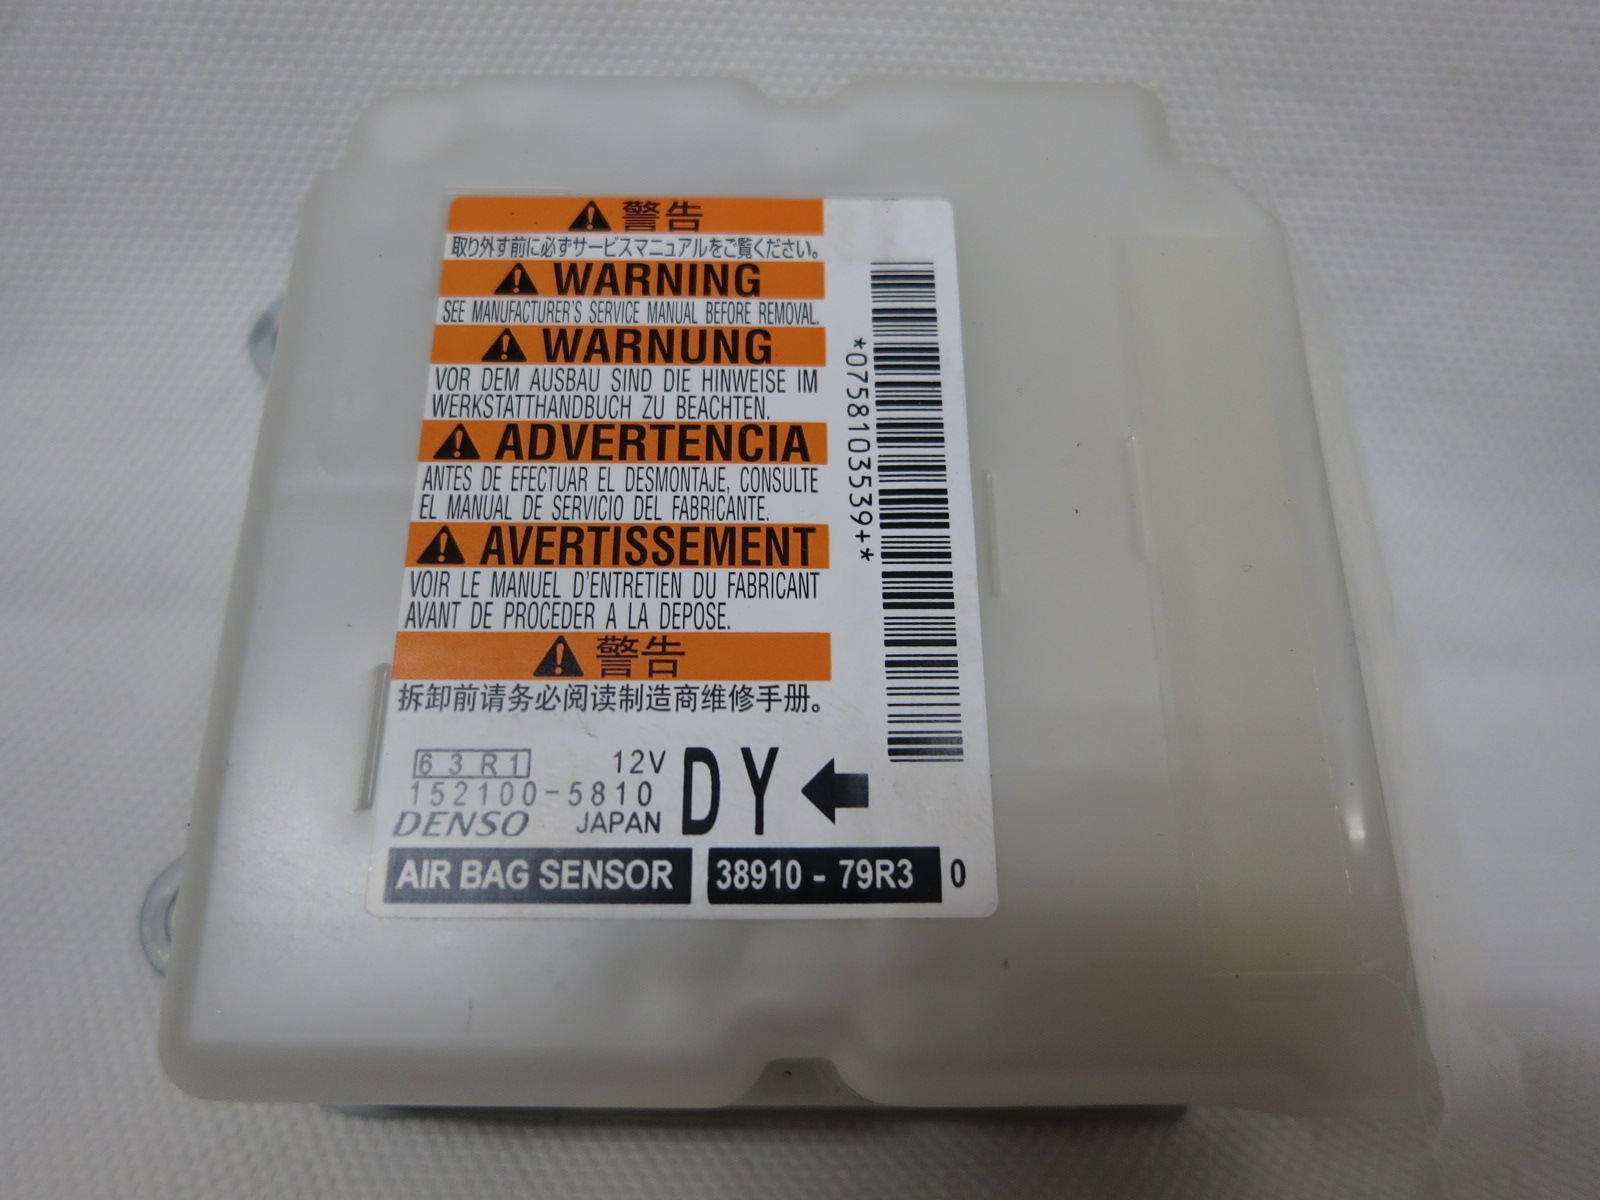 警告
取り外す前に必ずサービスマニュアルをご覧ください。
WARNING
SEE MANUFACTURER'S SERVICE MANUAL BEFORE REMOVAL.
WARNUNG
VOR DEM AUSBAU SIND DIE HINWEISE IM
WERKSTATTHANDBUCH ZU BEACHTEN.
ADVERTENCIA
ANTES DE EFECTUAR EL DESMONTAJE, CONSULTE
EL MANUAL DE SERVICIO DEL FABRICANTE.
AVERTISSEMENT
VOIR LE MANUEL D'ENTRETIEN DU FABRICANT
AVANT DE PROCEDER A LA DEPOSE.
警告
拆卸前请务必阅读制造商维修手册。
*0758103539+*
63R1 12V DY
152100-5810
DENSO JAPAN
AIR BAG SENSOR 38910 - 79R3 0